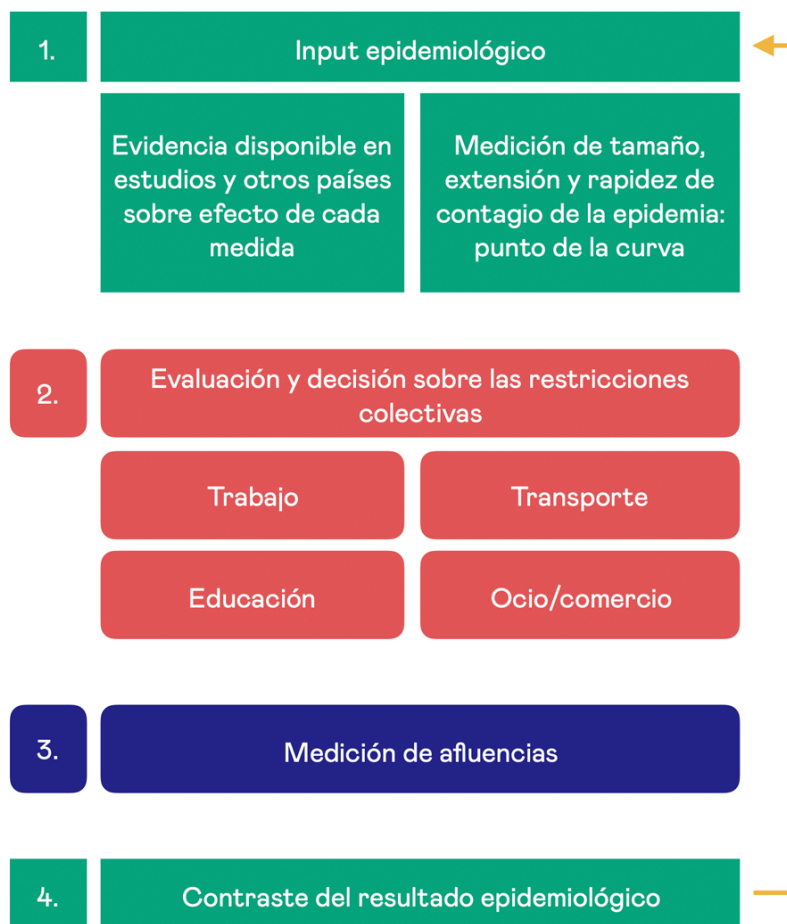 1.
Input epidemiológico
Evidencia disponible en
estudios y otros países
sobre efecto de cada
medida
Medición de tamaño,
extensión y rapidez de
contagio de la epidemia:
punto de la curva
2.
Evaluación y decisión sobre las restricciones
colectivas
Trabajo
Transporte
Educación
Ocio/comercio
3.
Medición de afluencias
4.
Contraste del resultado epidemiológico